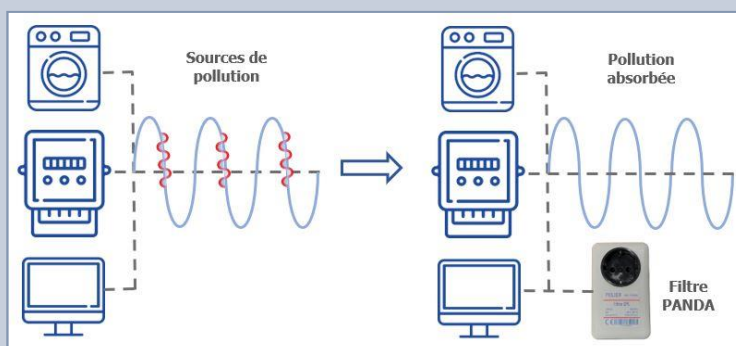 Sources de
pollution
Pollution
absorbée
Filtre
PANDA